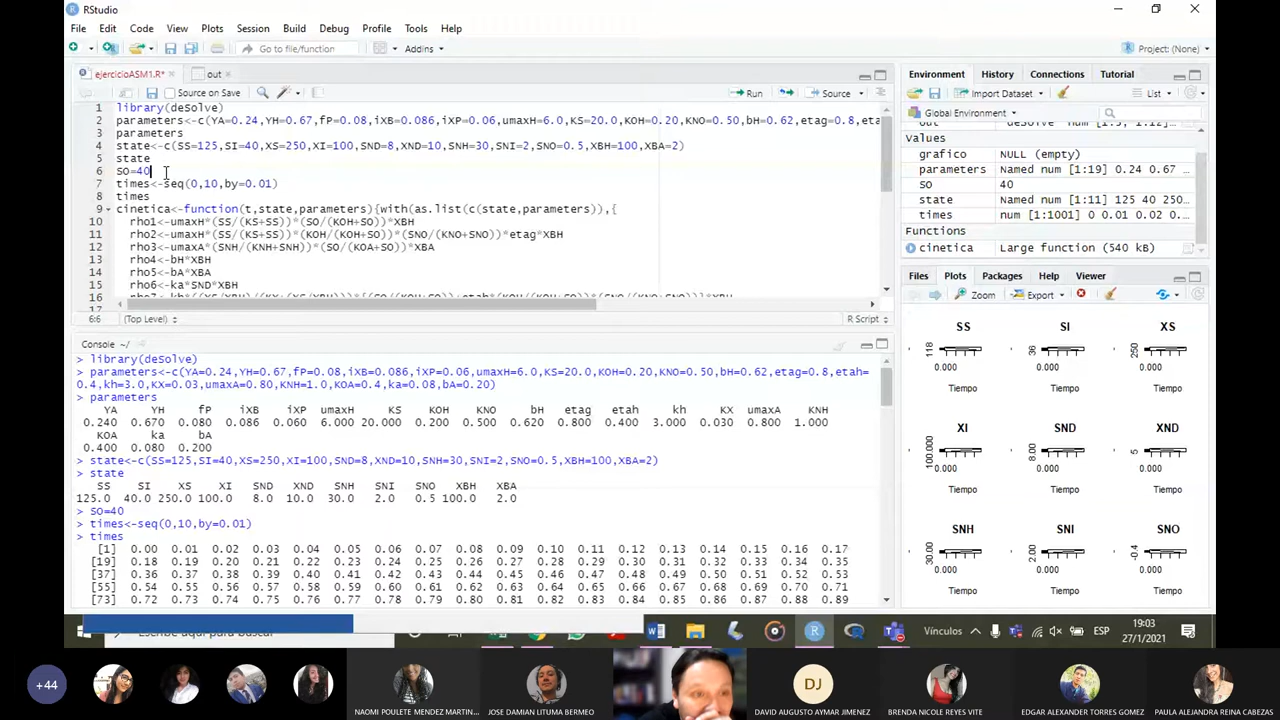 RStudio
File Edit Code View Plots Session Build Debug Profile Tools Help
Go to file/function Addins Project: (None)
ejercicioASM1.R* out
Source on Save Run Source
1 library(deSolve)
2 parameters<-c(YA=0.24,YH=0.67,fP=0.08,iXB=0.086,iXP=0.06,umaxH=6.0,KS=20.0,KOH=0.20,KNO=0.50,bH=0.62,etag=0.8,eta
3 parameters
4 state<-c(SS=125,SI=40,XS=250,XI=100,SND=8,XND=10,SNH=30,SNI=2,SNO=0.5,XBH=100,XBA=2)
5 state
6 SO=40
7 times<-seq(0,10,by=0.01)
8 times
9 cinetica<-function(t,state,parameters){with(as.list(c(state,parameters)),{
10 rho1<-umaxH*(SS/(KS+SS))*(SO/(KOH+SO))*XBH
11 rho2<-umaxH*(SS/(KS+SS))*(KOH/(KOH+SO))*(SNO/(KNO+SNO))*etag*XBH
12 rho3<-umaxA*(SNH/(KNH+SNH))*(SO/(KOA+SO))*XBA
13 rho4<-bH*XBH
14 rho5<-bA*XBA
15 rho6<-ka*SND*XBH
16
17
6:6 (Top Level) R Script
Console ~/
> library(deSolve)
> parameters<-c(YA=0.24,YH=0.67,fP=0.08,iXB=0.086,iXP=0.06,umaxH=6.0,KS=20.0,KOH=0.20,KNO=0.50,bH=0.62,etag=0.8,etah=
0.4,kh=3.0,KX=0.03,umaxA=0.80,KNH=1.0,KOA=0.4,ka=0.08,bA=0.20)
> parameters
YA YH fP iXB iXP umaxH KS KOH KNO bH etag etah kh KX umaxA KNH
0.240 0.670 0.080 0.086 0.060 6.000 20.000 0.200 0.500 0.620 0.800 0.400 3.000 0.030 0.800 1.000
KOA ka bA
0.400 0.080 0.200
> state<-c(SS=125,SI=40,XS=250,XI=100,SND=8,XND=10,SNH=30,SNI=2,SNO=0.5,XBH=100,XBA=2)
> state
SS SI XS XI SND XND SNH SNI SNO XBH XBA
125.0 40.0 250.0 100.0 8.0 10.0 30.0 2.0 0.5 100.0 2.0
> SO=40
> times<-seq(0,10,by=0.01)
> times
[1] 0.00 0.01 0.02 0.03 0.04 0.05 0.06 0.07 0.08 0.09 0.10 0.11 0.12 0.13 0.14 0.15 0.16 0.17
[19] 0.18 0.19 0.20 0.21 0.22 0.23 0.24 0.25 0.26 0.27 0.28 0.29 0.30 0.31 0.32 0.33 0.34 0.35
[37] 0.36 0.37 0.38 0.39 0.40 0.41 0.42 0.43 0.44 0.45 0.46 0.47 0.48 0.49 0.50 0.51 0.52 0.53
[55] 0.54 0.55 0.56 0.57 0.58 0.59 0.60 0.61 0.62 0.63 0.64 0.65 0.66 0.67 0.68 0.69 0.70 0.71
[73] 0.72 0.73 0.74 0.75 0.76 0.77 0.78 0.79 0.80 0.81 0.82 0.83 0.84 0.85 0.86 0.87 0.88 0.89
Environment History Connections Tutorial
Import Dataset List
Global Environment
Values
grafico NULL (empty)
parameters Named num [1:19] 0.24 0.67
SO 40
state Named num [1:11] 125 40 250
times num [1:1001] 0 0.01 0.02 0
Functions
cinetica Large function (540 kB)
Files Plots Packages Help Viewer
Zoom Export
SS SI XS
118 36 250
0.000 0.000 0.000
Tiempo Tiempo Tiempo
XI SND XND
100.000 8.00 5
0.000 0.000 0.000
Tiempo Tiempo Tiempo
SNH SNI SNO
30.00 2.00 -0.4
0.000 0.000 0.000
Tiempo Tiempo Tiempo
Vínculos ESP 19:03
27/1/2021
+44
NAOMI POULETE MENDEZ MARTIN...
JOSE DAMIAN LITUMA BERMEO
DJ
DAVID AUGUSTO AYMAR JIMENEZ
BRENDA NICOLE REYES VITE
EDGAR ALEXANDER TORRES GOMEZ
PAULA ALEJANDRA REINA CABEZAS